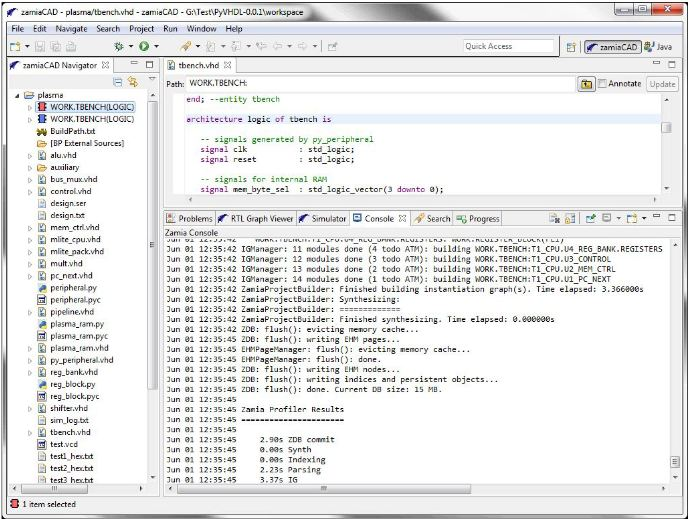 zamiaCAD - plasma/tbench.vhd - zamiaCAD - G:\Test\PyVHDL-0.0.1\workspace
File Edit Navigate Search Project Run Window Help
Quick Access
zamiaCAD
Java
zamiaCAD Navigator
plasma
WORK.TBENCH(LOGIC)
WORK.TBENCH(LOGIC)
BuildPath.txt
[BP External Sources]
alu.vhd
auxiliary
bus_mux.vhd
control.vhd
design.ser
design.txt
mem_ctrl.vhd
mlite_cpu.vhd
mlite_pack.vhd
mult.vhd
pc_next.vhd
peripheral.py
peripheral.pyc
pipeline.vhd
plasma_ram.py
plasma_ram.pyc
plasma_ram.vhd
py_peripheral.vhd
reg_bank.vhd
reg_block.py
reg_block.pyc
shifter.vhd
sim_log.txt
tbench.vhd
test.vcd
test1_hex.txt
test2_hex.txt
test3_hex.txt
tbench.vhd
Path: WORK.TBENCH:
Annotate
Update
end; --entity tbench
architecture logic of tbench is
-- signals generated by py_peripheral
signal clk : std_logic;
signal reset : std_logic;
-- signals for internal RAM
signal mem_byte_sel : std_logic_vector(3 downto 0);
Problems RTL Graph Viewer Simulator Console Search Progress
Zamia Console
Jun 01 12:35:42 WORK.TBENCH:T1_CPU.U4_REG_BANK.REGISTERS:
Jun 01 12:35:42 IGManager: 11 modules done (4 todo ATM): building WORK.TBENCH:T1_CPU.U4_REG_BANK.REGISTERS
Jun 01 12:35:42 IGManager: 12 modules done (3 todo ATM): building WORK.TBENCH:T1_CPU.U3_CONTROL
Jun 01 12:35:42 IGManager: 13 modules done (2 todo ATM): building WORK.TBENCH:T1_CPU.U2_MEM_CTRL
Jun 01 12:35:42 IGManager: 14 modules done (1 todo ATM): building WORK.TBENCH:T1_CPU.U1_PC_NEXT
Jun 01 12:35:42 ZamiaProjectBuilder: Finished building instantiation graph(s). Time elapsed: 3.366000s
Jun 01 12:35:42 ZamiaProjectBuilder: Synthesizing:
Jun 01 12:35:42 ZamiaProjectBuilder: =============
Jun 01 12:35:42 ZamiaProjectBuilder: Finished synthesizing. Time elapsed: 0.000000s
Jun 01 12:35:42 ZDB: flush(): evicting memory cache...
Jun 01 12:35:42 ZDB: flush(): writing EHM pages...
Jun 01 12:35:42 EHMPageManager: flush(): evicting memory cache...
Jun 01 12:35:45 EHMPageManager: flush(): done.
Jun 01 12:35:45 ZDB: flush(): writing EHM nodes...
Jun 01 12:35:45 ZDB: flush(): writing indices and persistent objects...
Jun 01 12:35:45 ZDB: flush(): done. Current DB size: 15 MB.
Jun 01 12:35:45
Jun 01 12:35:45 Zamia Profiler Results
Jun 01 12:35:45 ======================
Jun 01 12:35:45
Jun 01 12:35:45 2.90s ZDB commit
Jun 01 12:35:45 0.00s Synth
Jun 01 12:35:45 0.00s Indexing
Jun 01 12:35:45 2.23s Parsing
Jun 01 12:35:45 3.37s IG
1 item selected